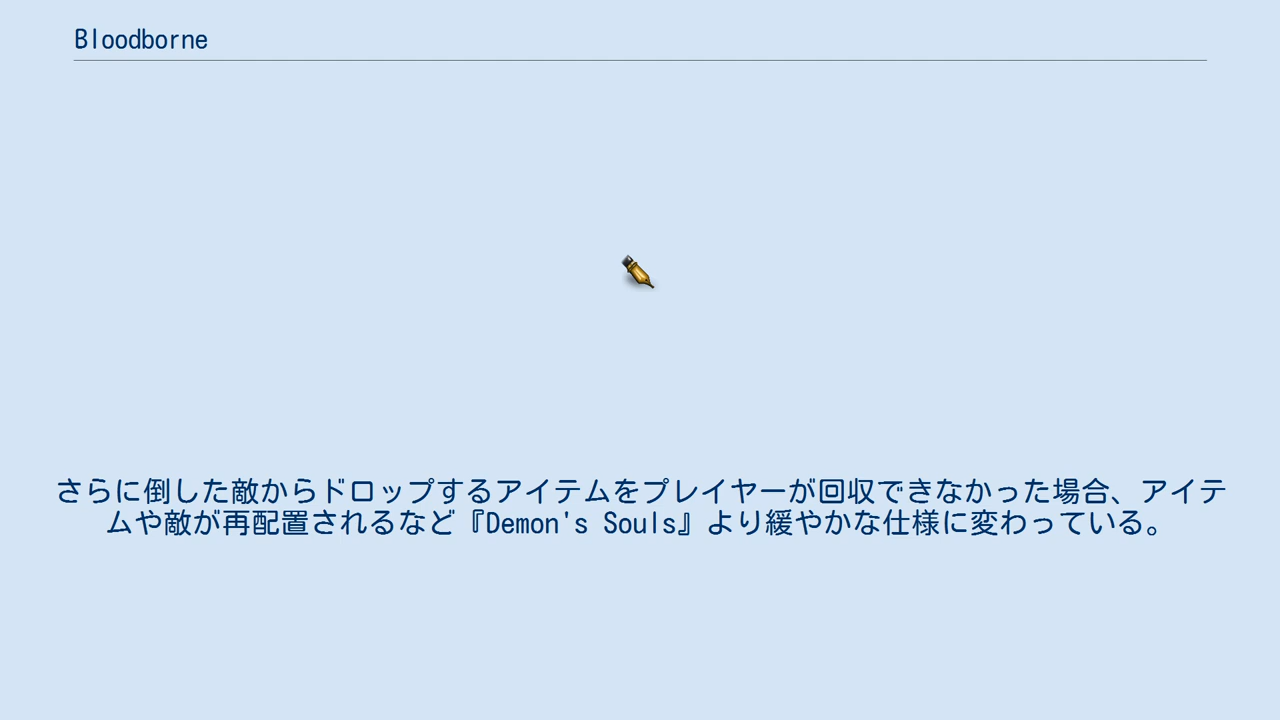 Bloodborne
さらに倒した敵からドロップするアイテムをプレイヤーが回収できなかった場合、アイテ
ムや敵が再配置されるなど『Demon's Souls』より緩やかな仕様に変わっている。